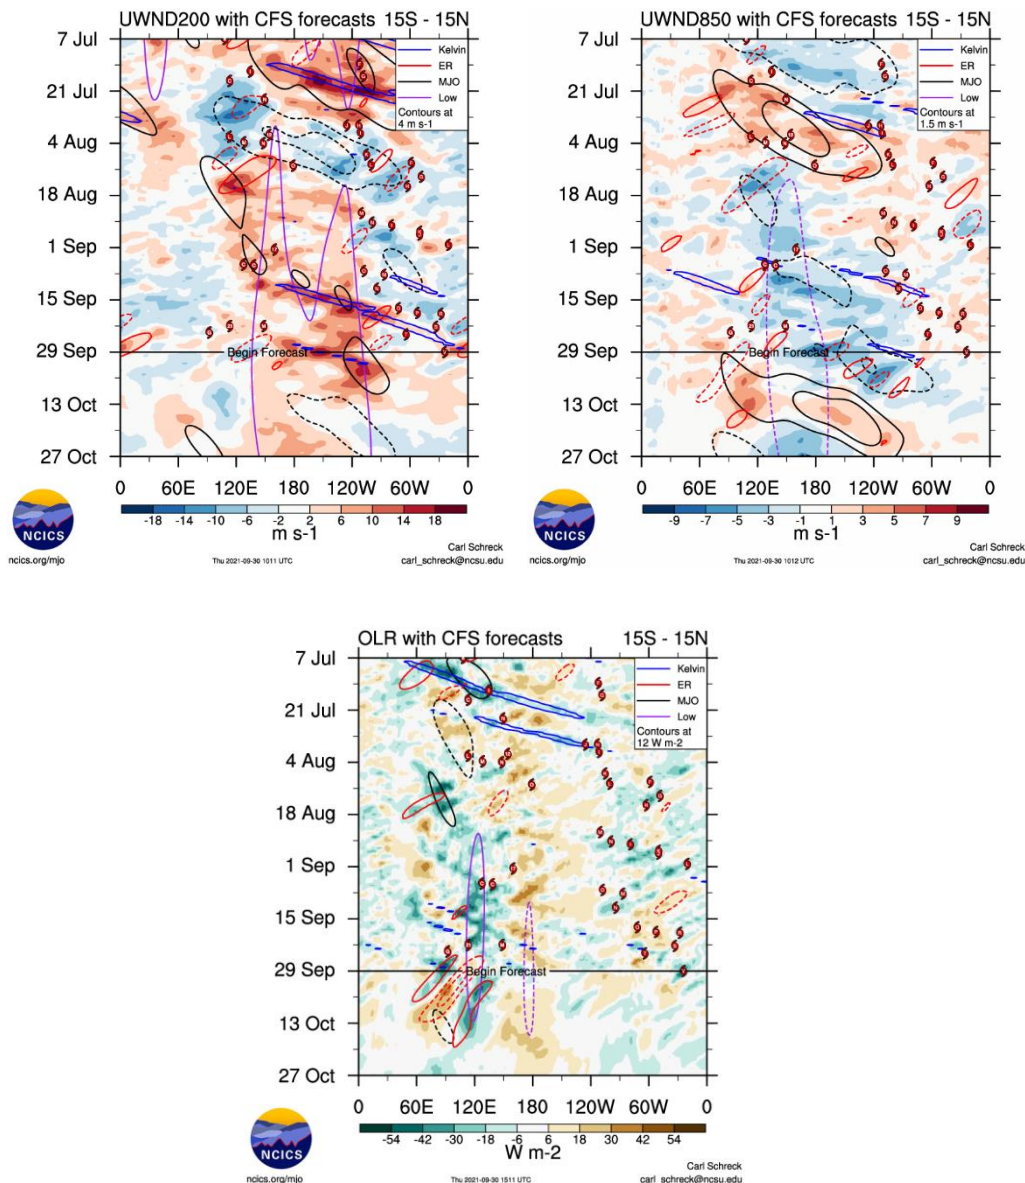 UWND200 with CFS forecasts 15S - 15N
7 Jul
21 Jul
4 Aug
18 Aug
1 Sep
15 Sep
29 Sep
13 Oct
27 Oct
Kelvin
ER
MJO
Low
Contours at
4 m s-1
Begin Forecast
0 60E 120E 180 120W 60W 0
-18 -14 -10 -6 -2 2 6 10 14 18
m s-1
NCICS
ncics.org/mjo
Thu 2021-09-30 1011 UTC
Carl Schreck
carl_schreck@ncsu.edu
UWND850 with CFS forecasts 15S - 15N
7 Jul
21 Jul
4 Aug
18 Aug
1 Sep
15 Sep
29 Sep
13 Oct
27 Oct
Kelvin
ER
MJO
Low
Contours at
1.5 m s-1
Begin Forecast
0 60E 120E 180 120W 60W 0
-9 -7 -5 -3 -1 1 3 5 7 9
m s-1
NCICS
ncics.org/mjo
Thu 2021-09-30 1012 UTC
Carl Schreck
carl_schreck@ncsu.edu
OLR with CFS forecasts 15S - 15N
7 Jul
21 Jul
4 Aug
18 Aug
1 Sep
15 Sep
29 Sep
13 Oct
27 Oct
Kelvin
ER
MJO
Low
Contours at
12 W m-2
Begin Forecast
0 60E 120E 180 120W 60W 0
-54 -42 -30 -18 -6 6 18 30 42 54
W m-2
NCICS
ncics.org/mjo
Thu 2021-09-30 1511 UTC
Carl Schreck
carl_schreck@ncsu.edu